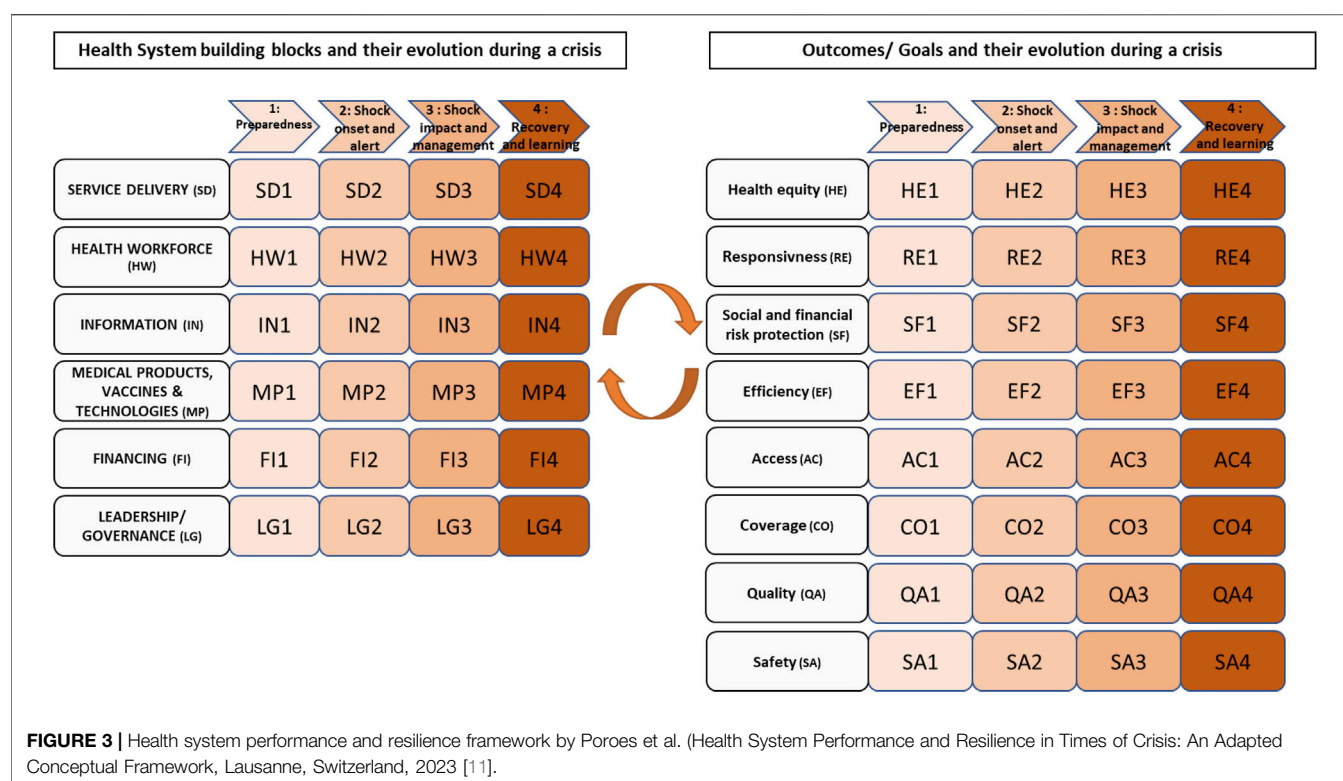 Health System building blocks and their evolution during a crisis
1:
Preparedness
2: Shock
onset and
alert
3 : Shock
impact and
management
4 :
Recovery
and learning
SERVICE DELIVERY (SD)
SD1
SD2
SD3
SD4
HEALTH WORKFORCE
(HW)
HW1
HW2
HW3
HW4
INFORMATION (IN)
IN1
IN2
IN3
IN4
MEDICAL PRODUCTS,
VACCINES &
TECHNOLOGIES (MP)
MP1
MP2
MP3
MP4
FINANCING (FI)
FI1
FI2
FI3
FI4
LEADERSHIP/
GOVERNANCE (LG)
LG1
LG2
LG3
LG4
Outcomes/ Goals and their evolution during a crisis
1:
Preparedness
2: Shock
onset and
alert
3 : Shock
impact and
management
4 :
Recovery
and learning
Health equity (HE)
HE1
HE2
HE3
HE4
Responsivness (RE)
RE1
RE2
RE3
RE4
Social and financial
risk protection (SF)
SF1
SF2
SF3
SF4
Efficiency (EF)
EF1
EF2
EF3
EF4
Access (AC)
AC1
AC2
AC3
AC4
Coverage (CO)
CO1
CO2
CO3
CO4
Quality (QA)
QA1
QA2
QA3
QA4
Safety (SA)
SA1
SA2
SA3
SA4
FIGURE 3 | Health system performance and resilience framework by Poroes et al. (Health System Performance and Resilience in Times of Crisis: An Adapted
Conceptual Framework, Lausanne, Switzerland, 2023 [11].